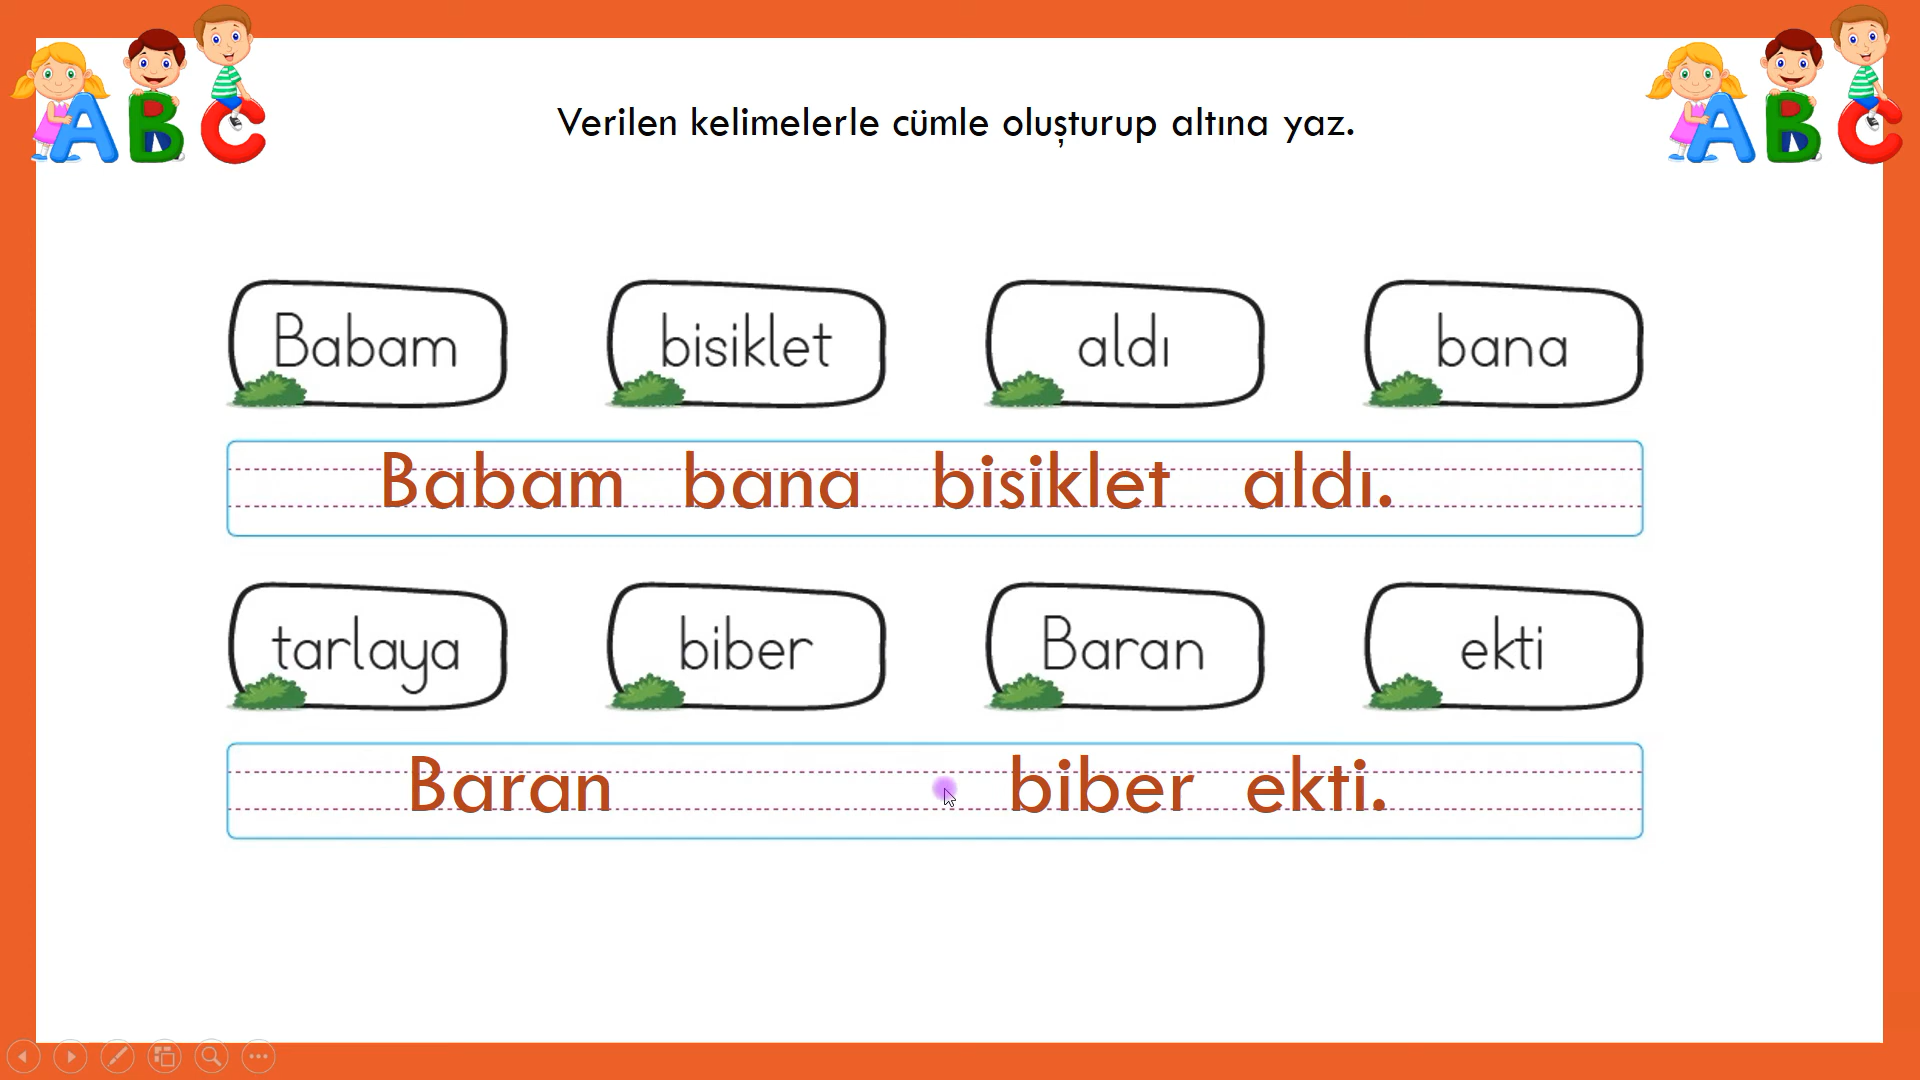 A B C
A B C
Verilen kelimelerle cümle oluşturup altına yaz.
Babam bisiklet aldı bana
Babam bana bisiklet aldı.
tarlaya biber Baran ekti
Baran biber ekti.